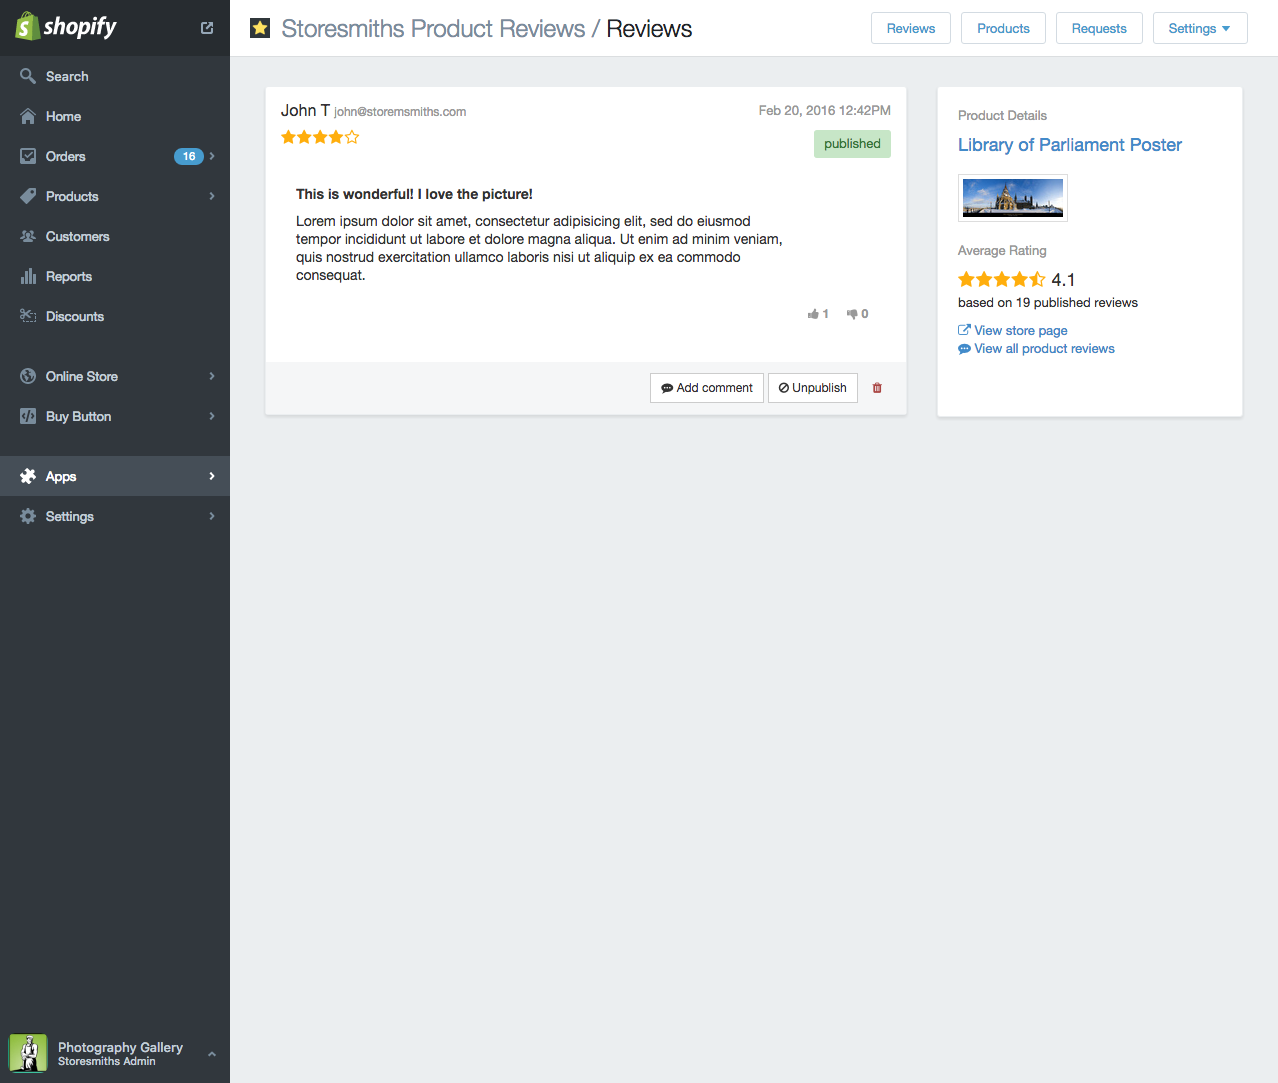 shopify
Search
Home
Orders 16
Products
Customers
Reports
Discounts
Online Store
Buy Button
Apps
Settings
Photography Gallery
Storesmiths Admin
Storesmiths Product Reviews / Reviews
Reviews Products Requests Settings
John T john@storemsmiths.com
Feb 20, 2016 12:42PM
published
This is wonderful! I love the picture!
Lorem ipsum dolor sit amet, consectetur adipisicing elit, sed do eiusmod
tempor incididunt ut labore et dolore magna aliqua. Ut enim ad minim veniam,
quis nostrud exercitation ullamco laboris nisi ut aliquip ex ea commodo
consequat.
1 0
Add comment Unpublish
Product Details
Library of Parliament Poster
Average Rating
4.1
based on 19 published reviews
View store page
View all product reviews